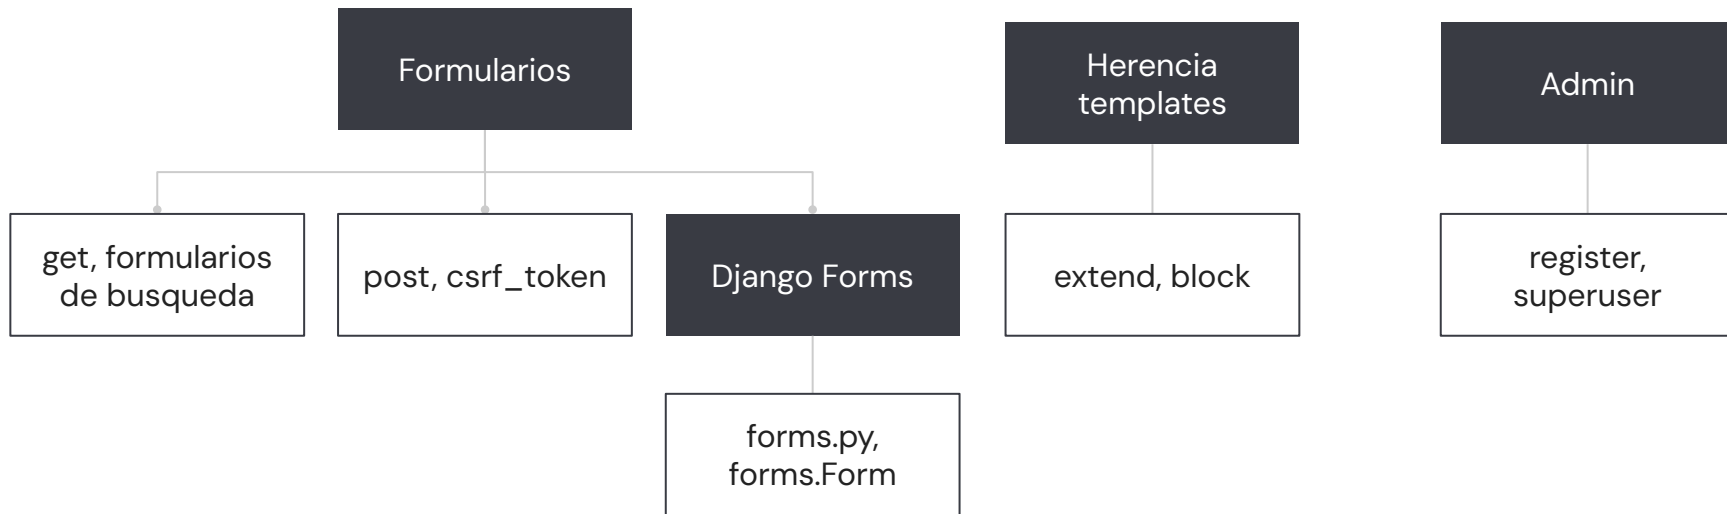 Formularios
Herencia
templates
Admin
get, formularios
de busqueda
post, csrf_token
Django Forms
extend, block
register,
superuser
forms.py,
forms.Form